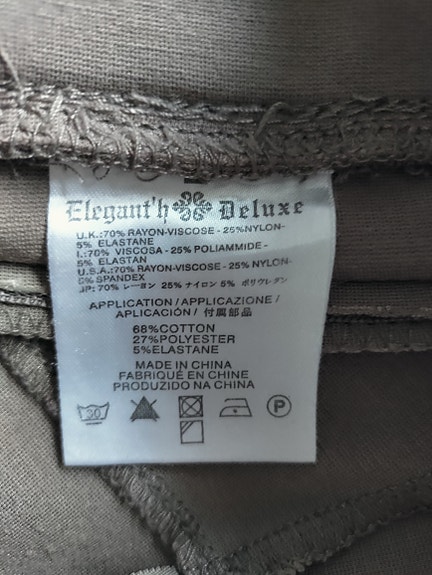 Elegant'h Deluxe
U.K.:70% RAYON-VISCOSE - 25%NYLON-
5% ELASTANE
I.:70% VISCOSA - 25% POLIAMMIDE -
5% ELASTAN
U.S.A.:70% RAYON-VISCOSE - 25% NYLON-
5% SPANDEX
JP: 70% レーヨン 25% ナイロン 5% ポリウレタン
APPLICATION / APPLICAZIONE /
APLICACIÓN / 付属部品
68%COTTON
27%POLYESTER
5%ELASTANE
MADE IN CHINA
FABRIQUÉ EN CHINE
PRODUZIDO NA CHINA
30 P